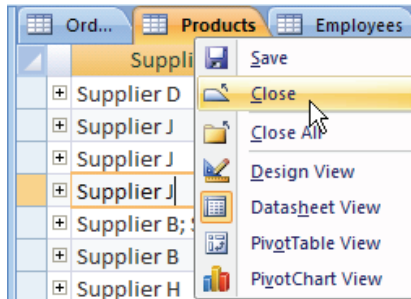 Ord... Products Employees
Suppli
Save
Supplier D
Close
Supplier J
Close All
Supplier J
Design View
Supplier J
Datasheet View
Supplier B;
PivotTable View
Supplier B
PivotChart View
Supplier H